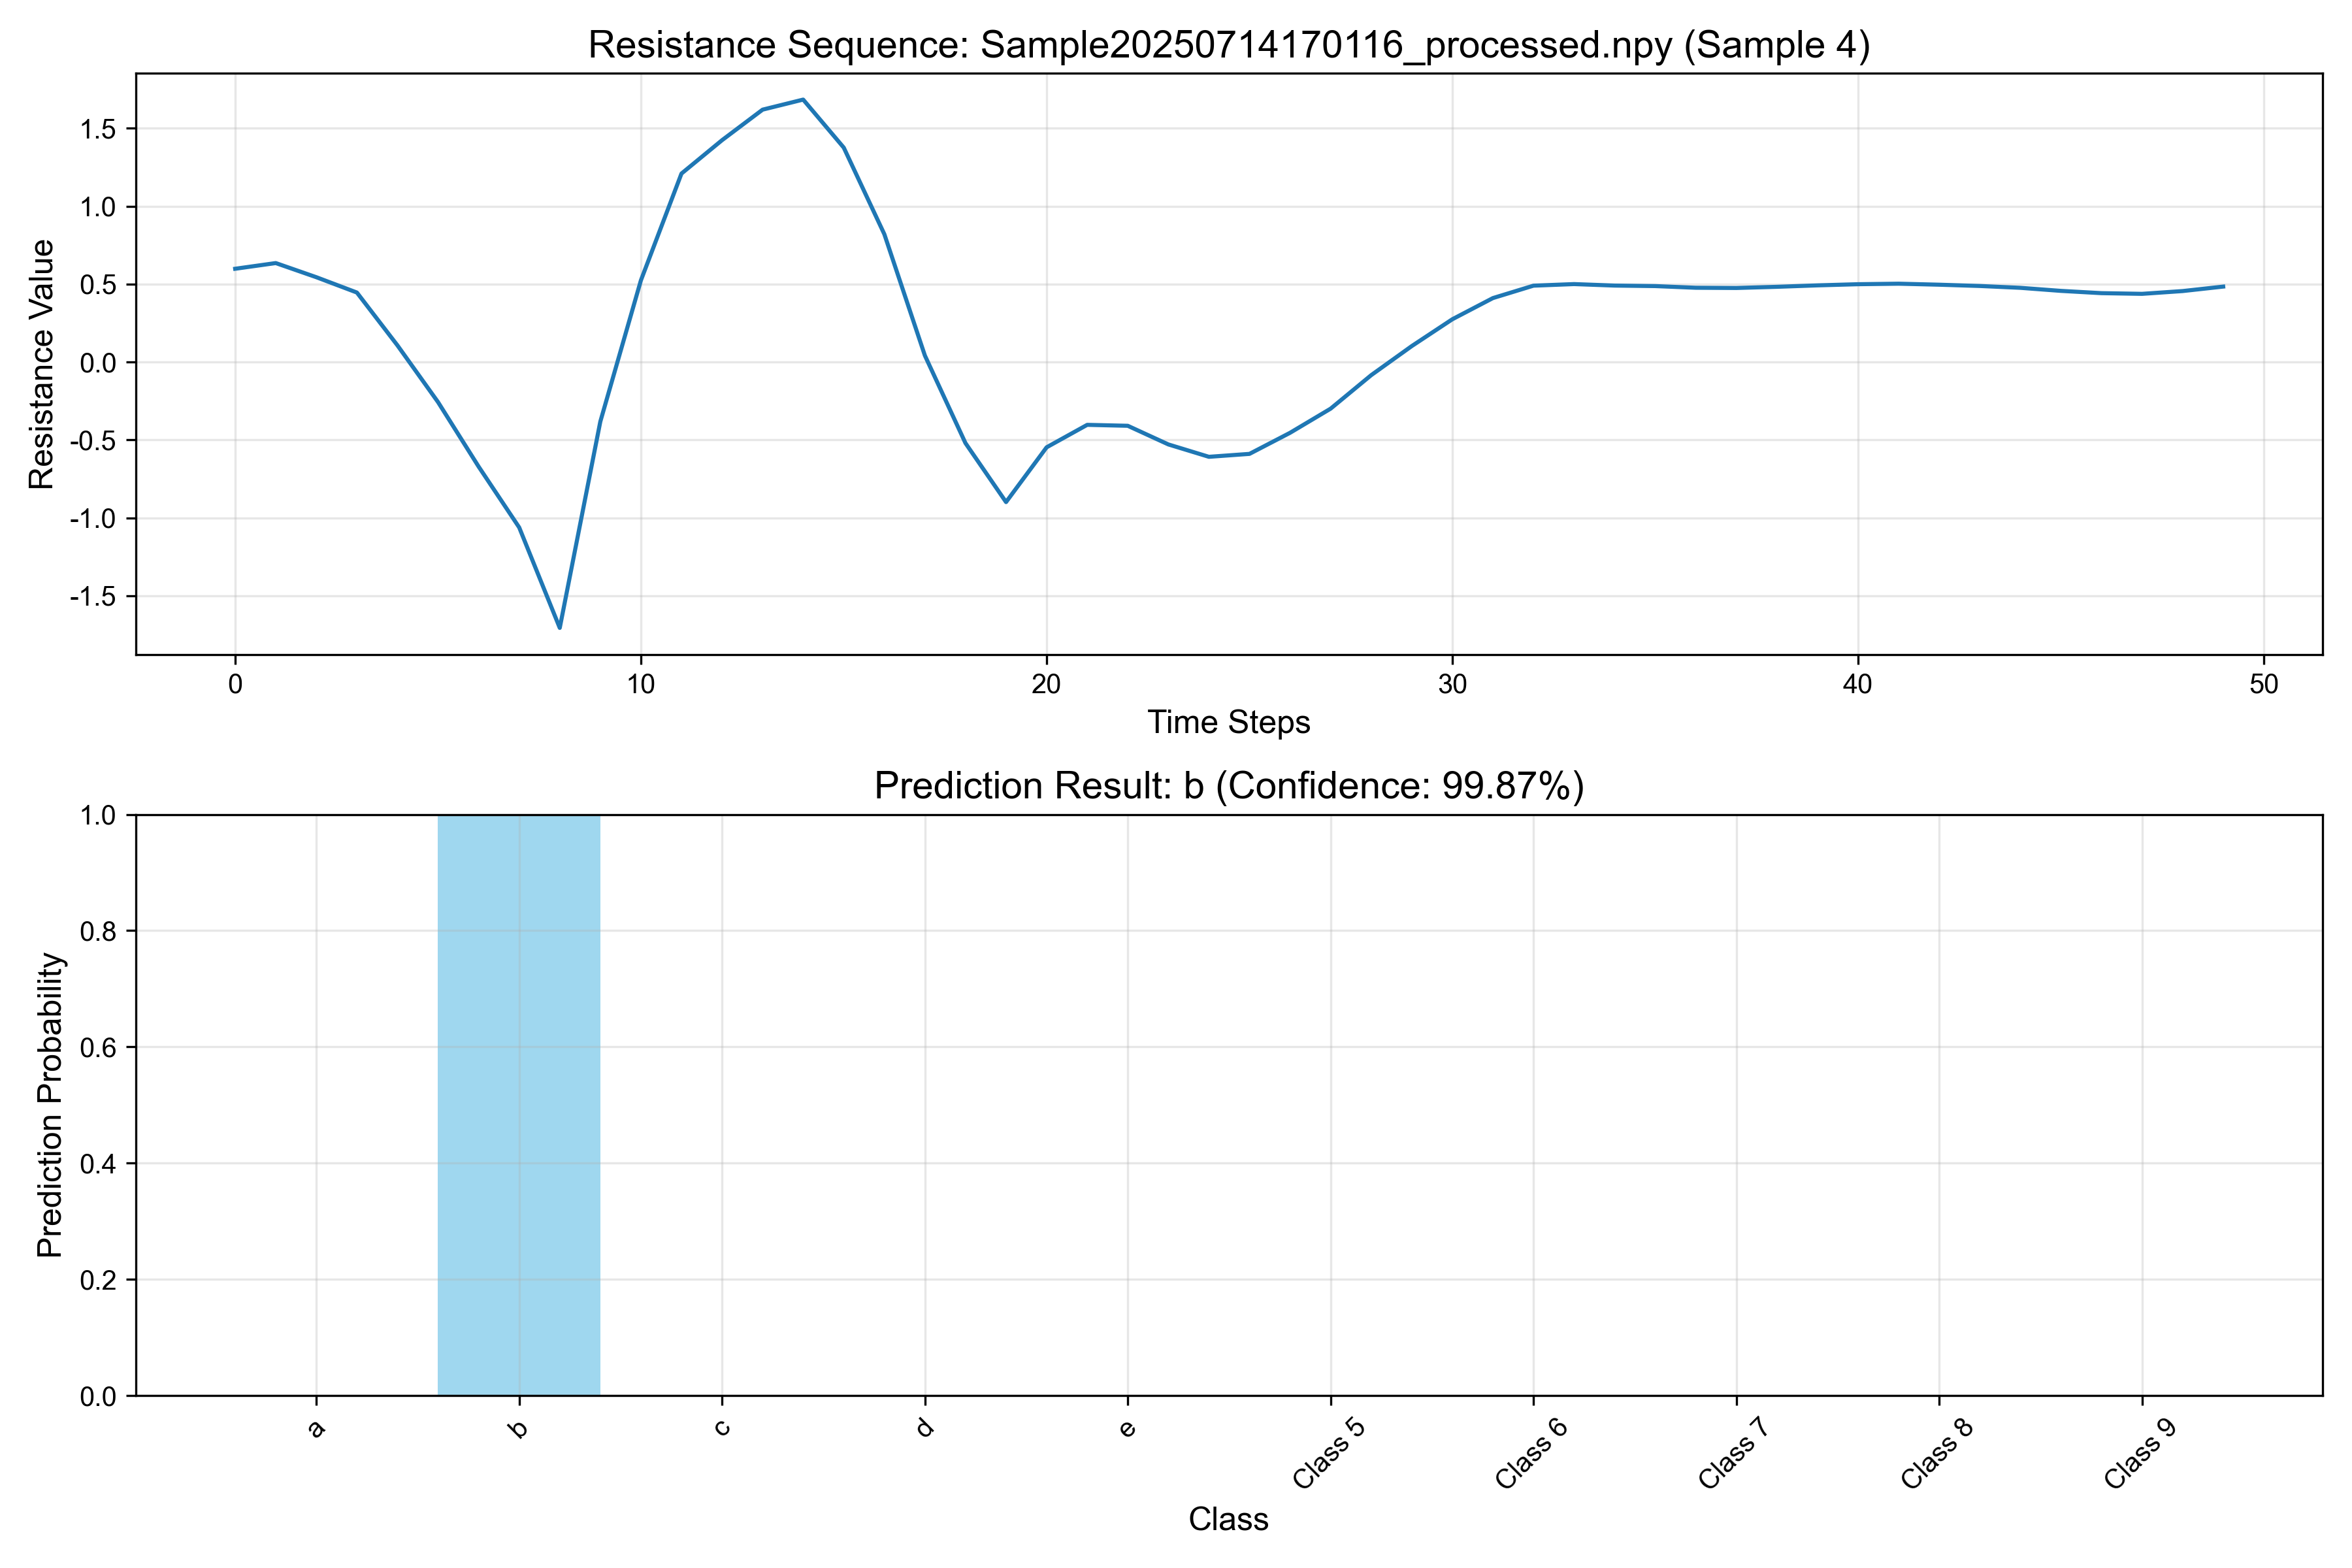 Resistance Sequence: Sample20250714170116_processed.npy (Sample 4)
Resistance Value
1.5
1.0
0.5
0.0
-0.5
-1.0
-1.5
0 10 20 30 40 50
Time Steps
Prediction Result: b (Confidence: 99.87%)
Prediction Probability
1.0
0.8
0.6
0.4
0.2
0.0
a b c d e Class 5 Class 6 Class 7 Class 8 Class 9
Class